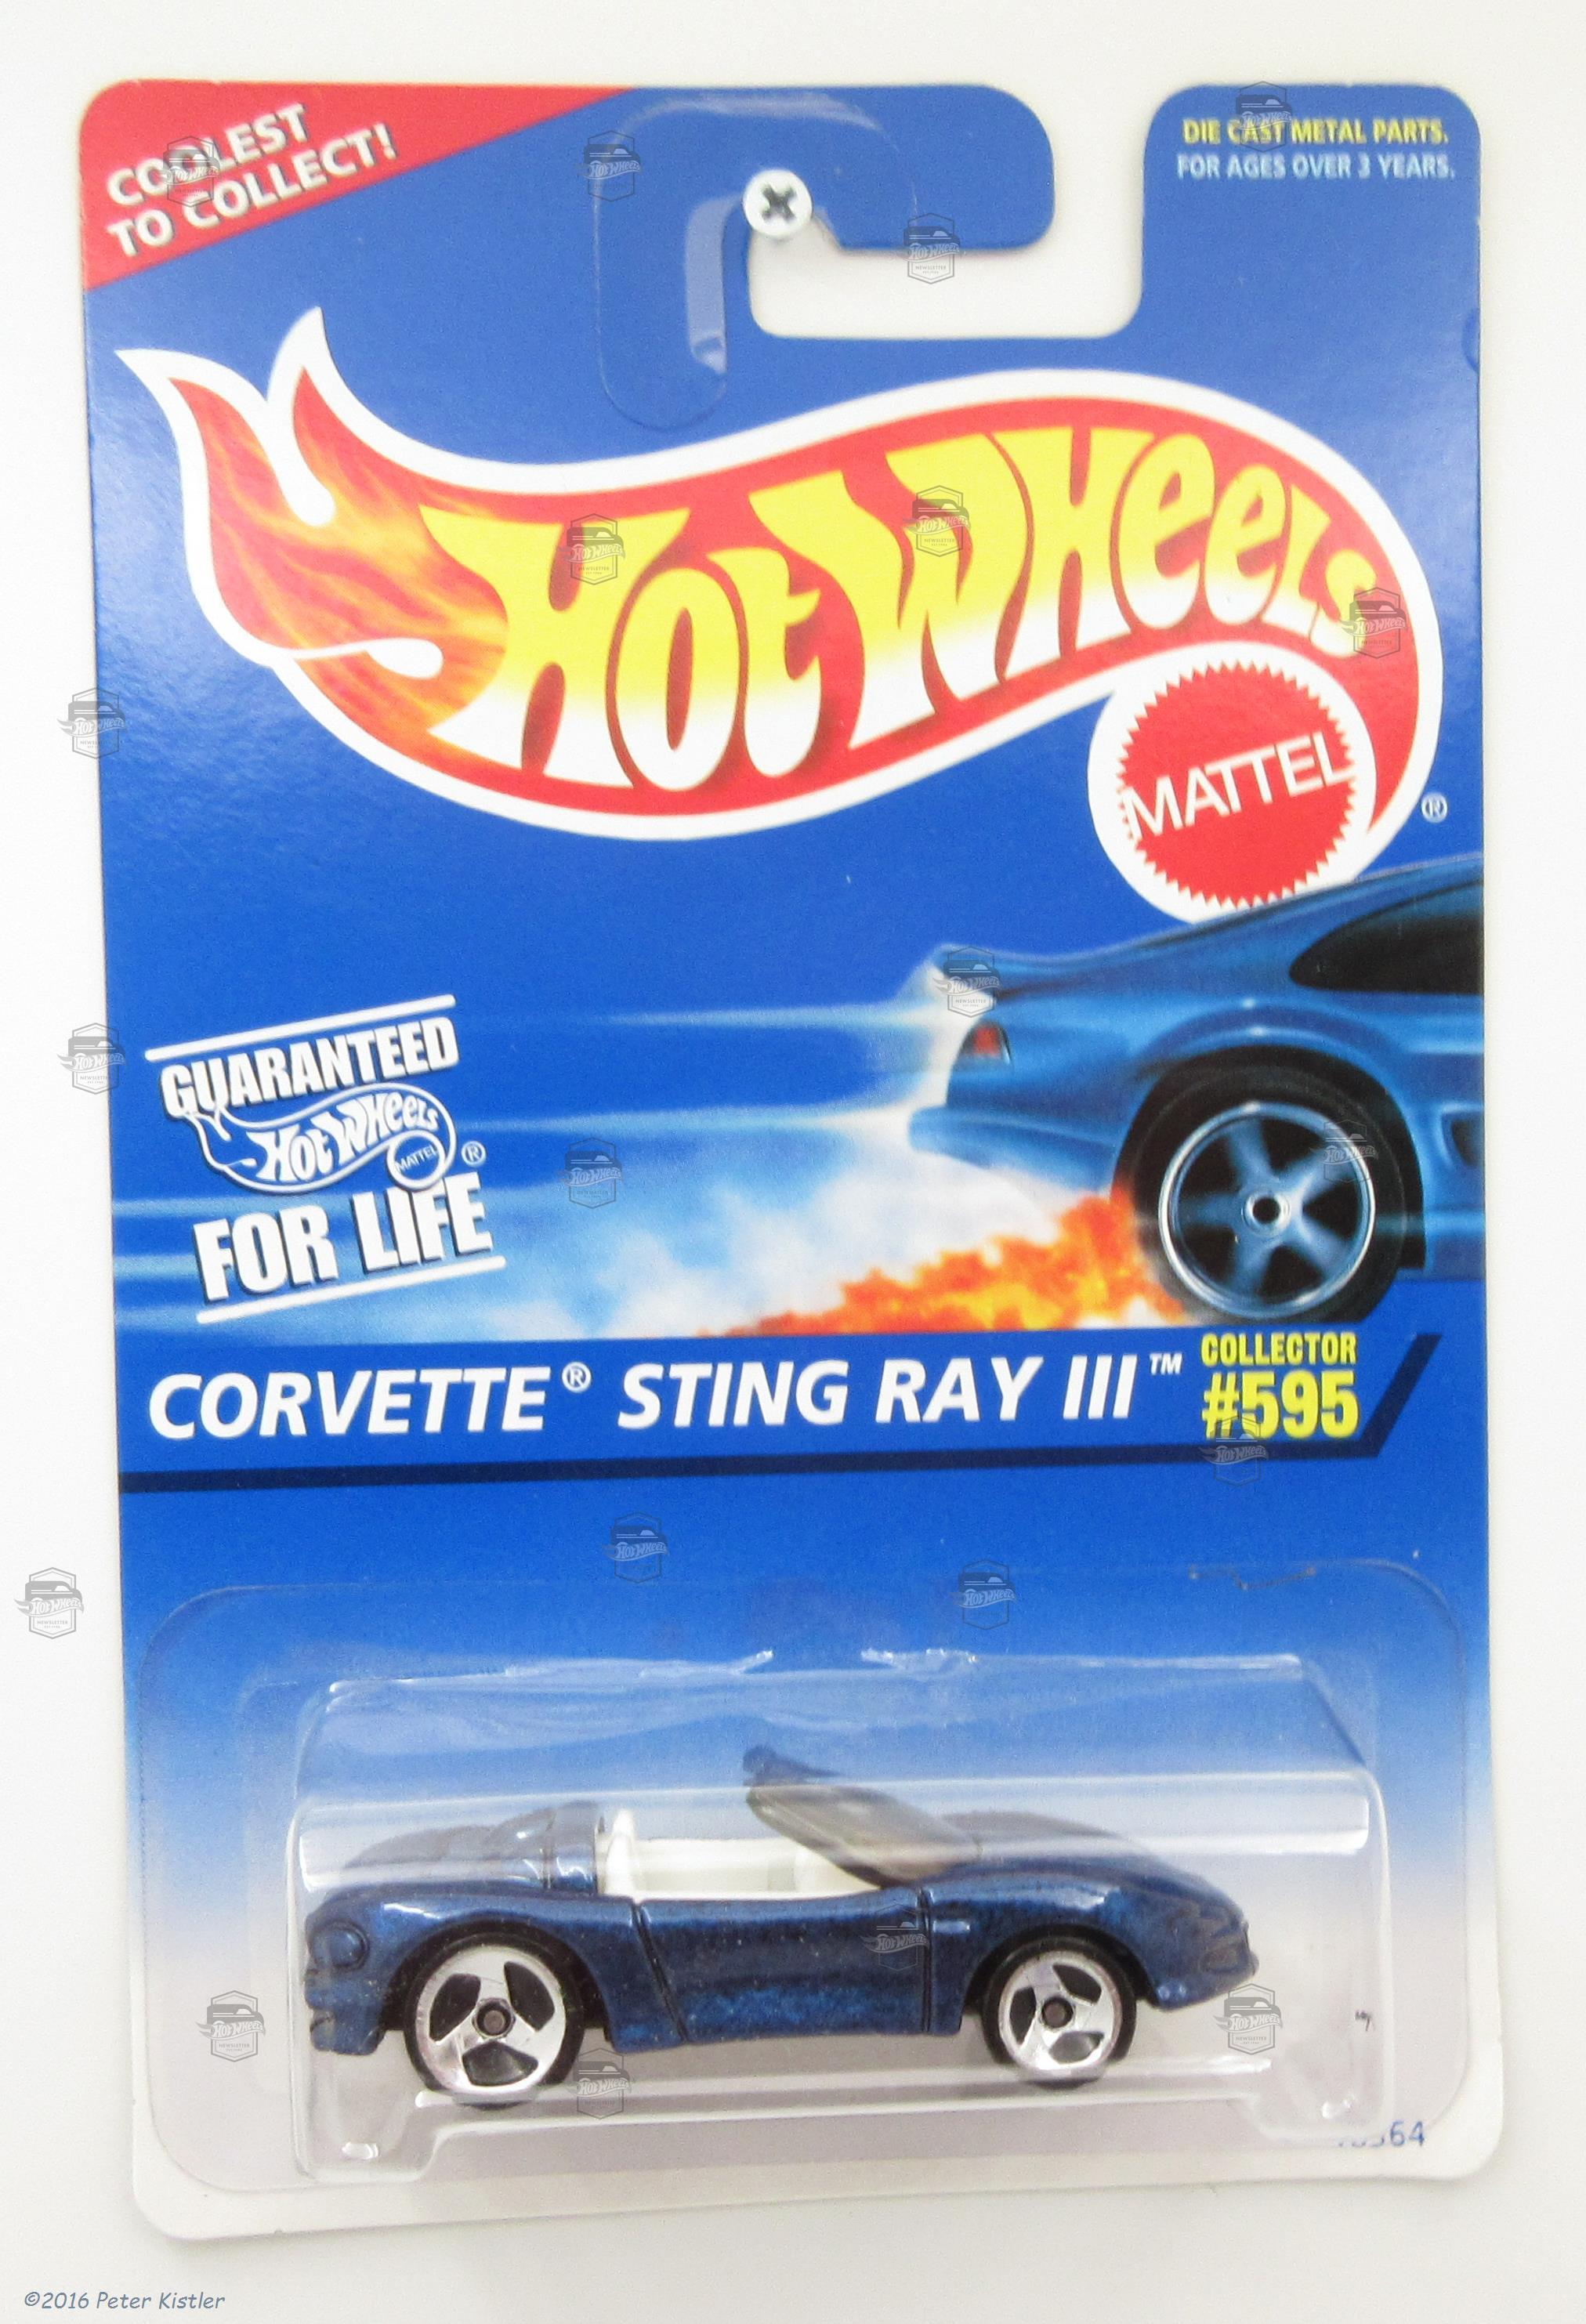 COOLEST
TO COLLECT!
DIE CAST METAL PARTS.
FOR AGES OVER 3 YEARS.
HOT WHEELS
MATTEL
®
GUARANTEED
HOT WHEELS
MATTEL ®
FOR LIFE
CORVETTE® STING RAY III™
COLLECTOR
#595
©2016 Peter Kistler